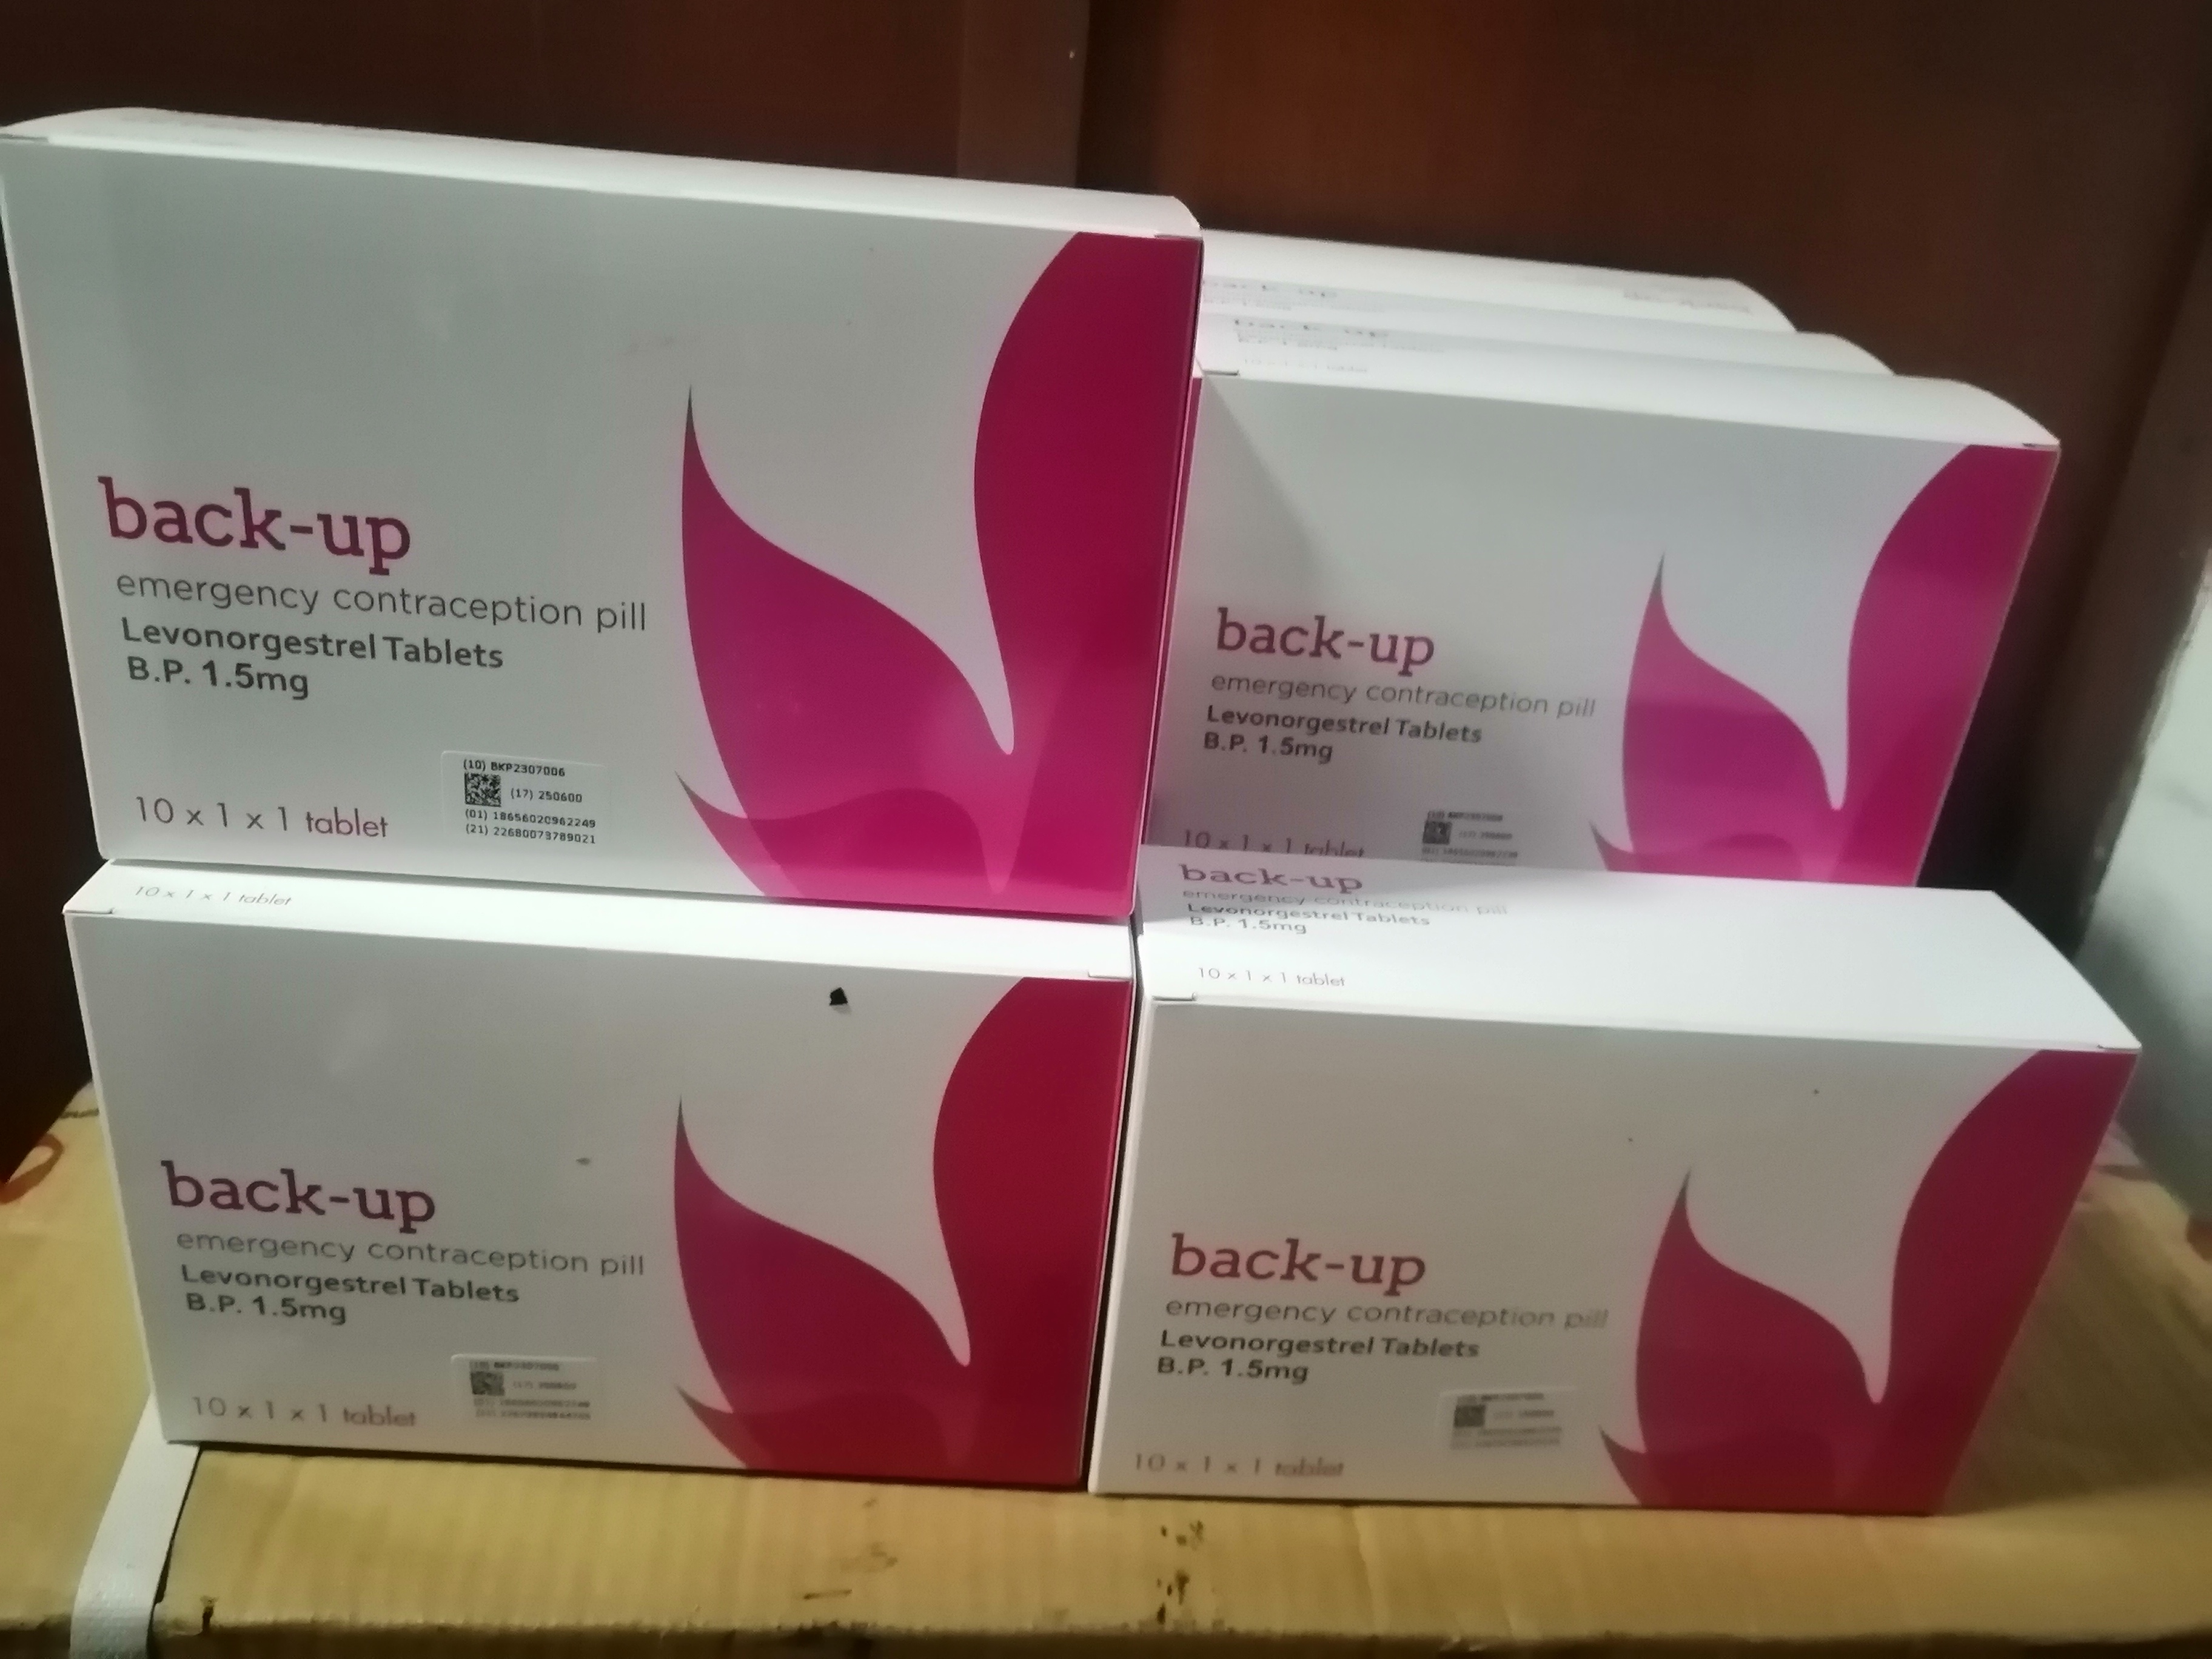 back-up
emergency contraception pill
Levonorgestrel Tablets
B.P. 1.5mg
10 x 1 x 1 tablet
(10) BKP2307006
(17) 250600
(01) 18656020962249
(21) 22680073789021
back up
back up
back-up
emergency contraception pill
Levonorgestrel Tablets
B.P. 1.5mg
10 x 1 x 1 tablet
10 x 1 x 1 tablet
back-up
emergency contraception pill
Levonorgestrel Tablets
B.P. 1.5mg
10 x 1 x 1 tablet
back-up
emergency contraception pill
Levonorgestrel Tablets
B.P. 1.5mg
10 x 1 x 1 tablet
back-up
emergency contraception pill
Levonorgestrel Tablets
B.P. 1.5mg
10 x 1 x 1 tablet